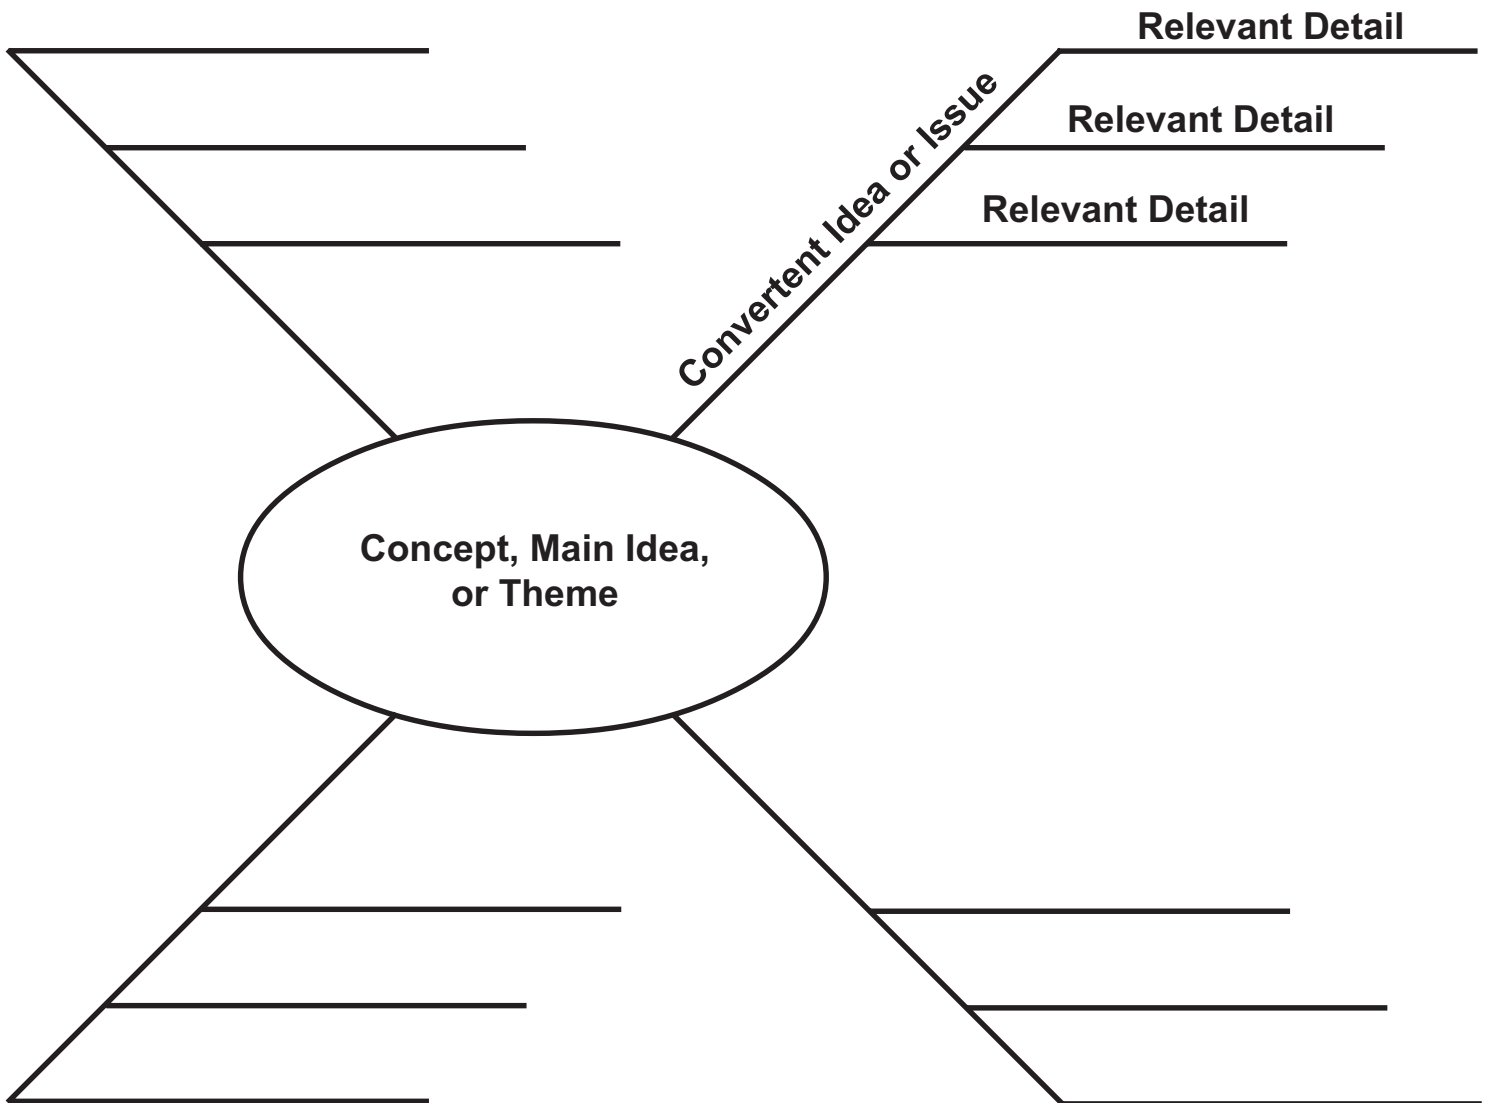 Relevant Detail
Relevant Detail
Relevant Detail
Convertent Idea or Issue
Concept, Main Idea,
or Theme